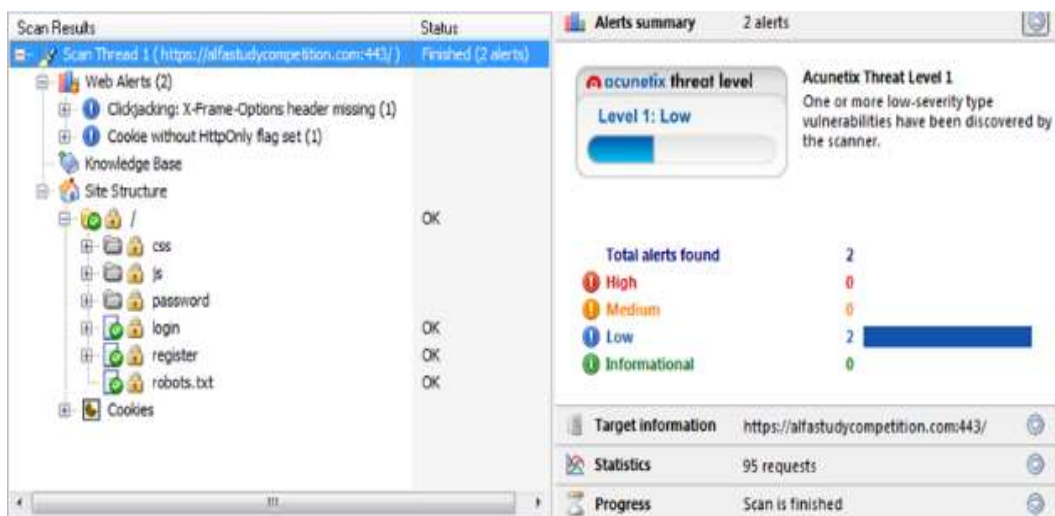 Scan Results Status
Scan Thread 1 ( https://alfastudycompetition.com:443/ ) Finished (2 alerts)
Web Alerts (2)
Clickjacking: X-Frame-Options header missing (1)
Cookie without HttpOnly flag set (1)
Knowledge Base
Site Structure
/ OK
css
js
password
login OK
register OK
robots.txt OK
Cookies
Alerts summary 2 alerts
acunetix threat level
Level 1: Low
Acunetix Threat Level 1
One or more low-severity type
vulnerabilities have been discovered by
the scanner.
Total alerts found 2
High 0
Medium 0
Low 2
Informational 0
Target information https://alfastudycompetition.com:443/
Statistics 95 requests
Progress Scan is finished